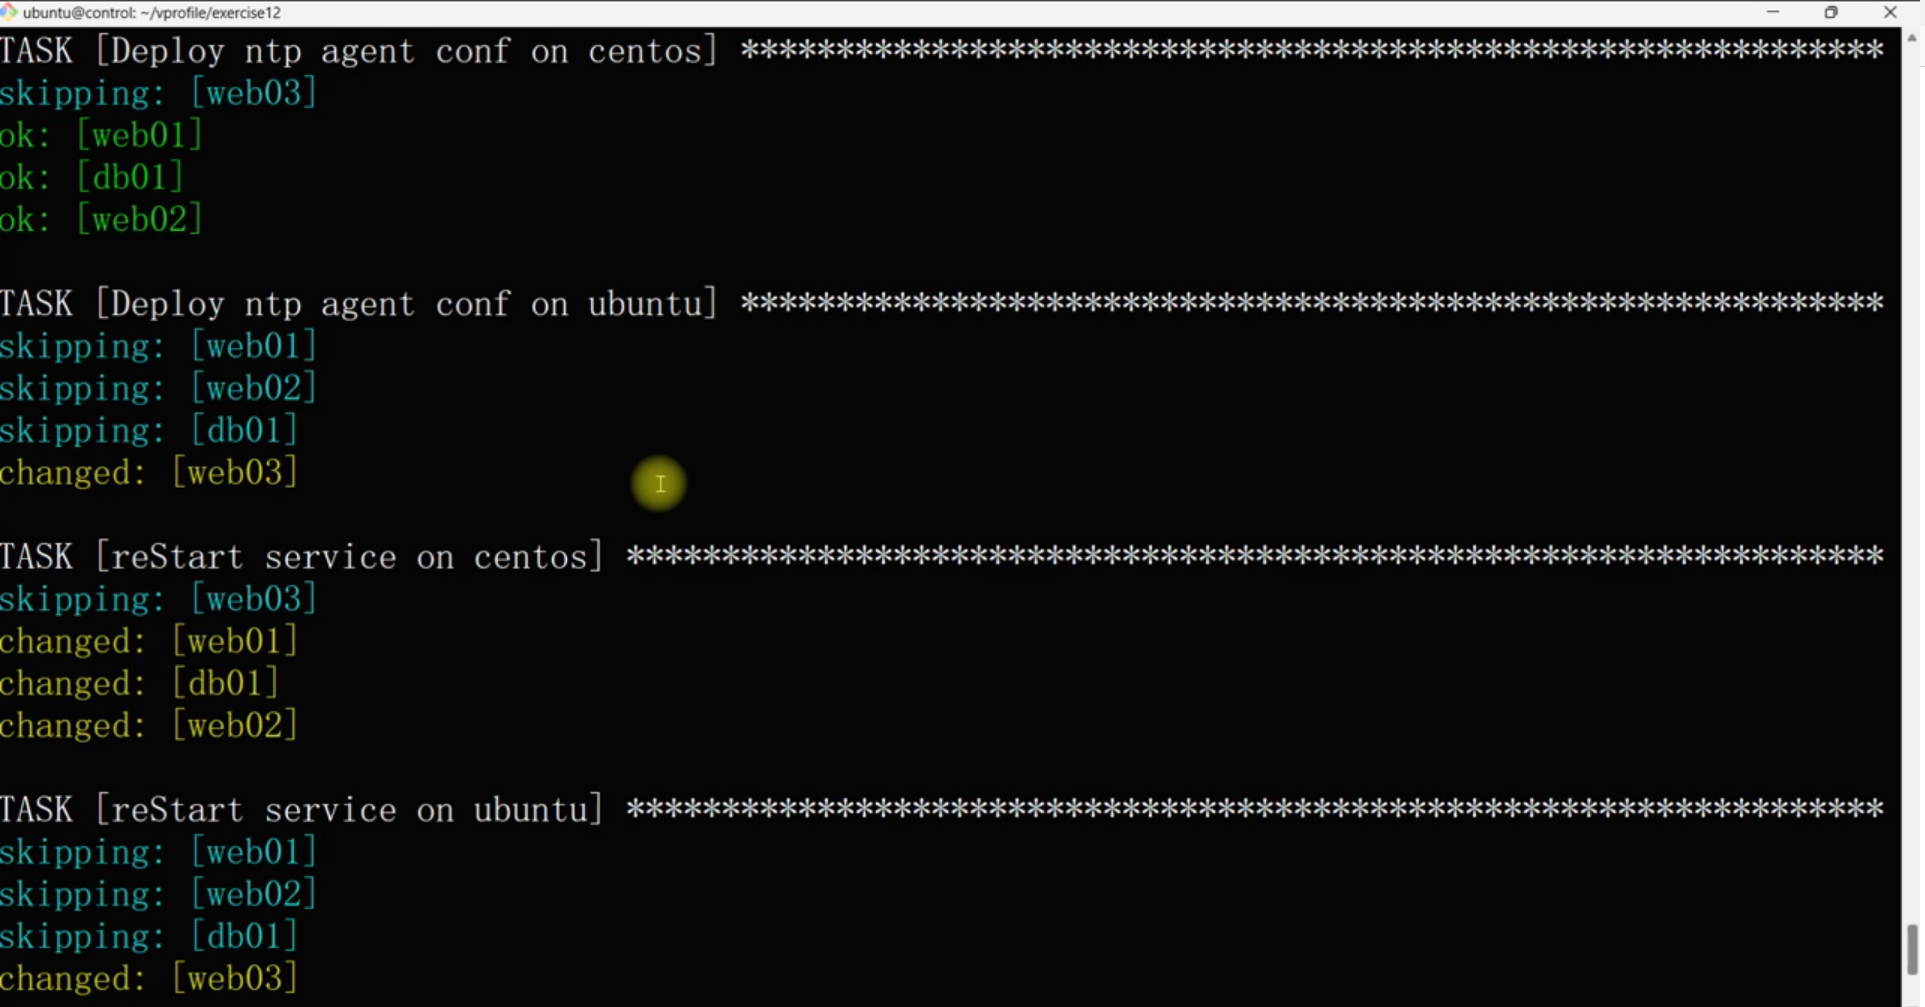 ubuntu@control: ~/vprofile/exercise12
TASK [Deploy ntp agent conf on centos] ************************************************************
skipping: [web03]
ok: [web01]
ok: [db01]
ok: [web02]
TASK [Deploy ntp agent conf on ubuntu] ************************************************************
skipping: [web01]
skipping: [web02]
skipping: [db01]
changed: [web03]
TASK [reStart service on centos] ******************************************************************
skipping: [web03]
changed: [web01]
changed: [db01]
changed: [web02]
TASK [reStart service on ubuntu] ******************************************************************
skipping: [web01]
skipping: [web02]
skipping: [db01]
changed: [web03]